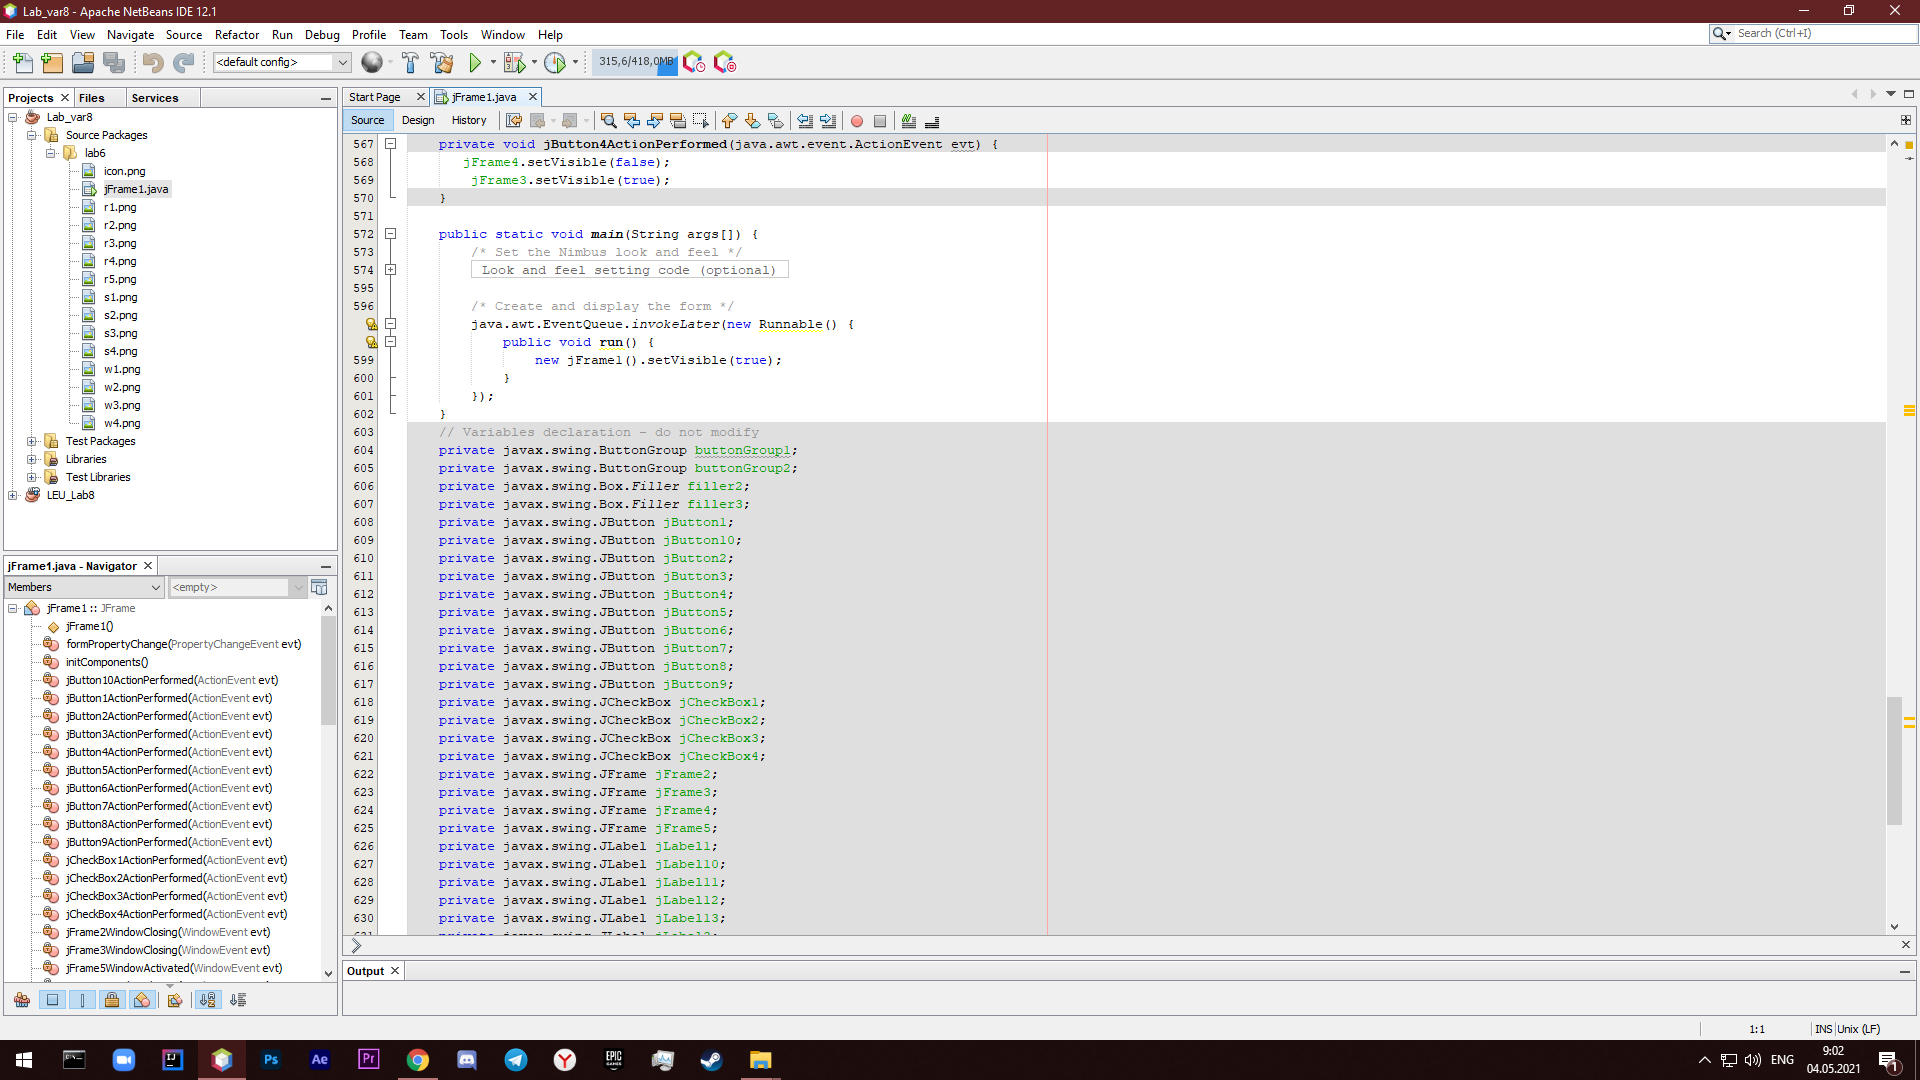 Lab_var8 - Apache NetBeans IDE 12.1
File Edit View Navigate Source Refactor Run Debug Profile Team Tools Window Help
Search (Ctrl+I)
<default config>
315,6/418,0MB
Projects Files Services
Lab_var8
Source Packages
lab6
icon.png
jFrame1.java
r1.png
r2.png
r3.png
r4.png
r5.png
s1.png
s2.png
s3.png
s4.png
w1.png
w2.png
w3.png
w4.png
Test Packages
Libraries
Test Libraries
LEU_Lab8
jFrame1.java - Navigator
Members <empty>
jFrame1 :: JFrame
jFrame1()
formPropertyChange(PropertyChangeEvent evt)
initComponents()
jButton10ActionPerformed(ActionEvent evt)
jButton1ActionPerformed(ActionEvent evt)
jButton2ActionPerformed(ActionEvent evt)
jButton3ActionPerformed(ActionEvent evt)
jButton4ActionPerformed(ActionEvent evt)
jButton5ActionPerformed(ActionEvent evt)
jButton6ActionPerformed(ActionEvent evt)
jButton7ActionPerformed(ActionEvent evt)
jButton8ActionPerformed(ActionEvent evt)
jButton9ActionPerformed(ActionEvent evt)
jCheckBox1ActionPerformed(ActionEvent evt)
jCheckBox2ActionPerformed(ActionEvent evt)
jCheckBox3ActionPerformed(ActionEvent evt)
jCheckBox4ActionPerformed(ActionEvent evt)
jFrame2WindowClosing(WindowEvent evt)
jFrame3WindowClosing(WindowEvent evt)
jFrame5WindowActivated(WindowEvent evt)
Start Page jFrame1.java
Source Design History
567 private void jButton4ActionPerformed(java.awt.event.ActionEvent evt) {
568 jFrame4.setVisible(false);
569 jFrame3.setVisible(true);
570 }
571
572 public static void main(String args[]) {
573 /* Set the Nimbus look and feel */
574 Look and feel setting code (optional)
595
596 /* Create and display the form */
java.awt.EventQueue.invokeLater(new Runnable() {
public void run() {
599 new jFrame1().setVisible(true);
600 }
601 });
602 }
603 // Variables declaration - do not modify
604 private javax.swing.ButtonGroup buttonGroup1;
605 private javax.swing.ButtonGroup buttonGroup2;
606 private javax.swing.Box.Filler filler2;
607 private javax.swing.Box.Filler filler3;
608 private javax.swing.JButton jButton1;
609 private javax.swing.JButton jButton10;
610 private javax.swing.JButton jButton2;
611 private javax.swing.JButton jButton3;
612 private javax.swing.JButton jButton4;
613 private javax.swing.JButton jButton5;
614 private javax.swing.JButton jButton6;
615 private javax.swing.JButton jButton7;
616 private javax.swing.JButton jButton8;
617 private javax.swing.JButton jButton9;
618 private javax.swing.JCheckBox jCheckBox1;
619 private javax.swing.JCheckBox jCheckBox2;
620 private javax.swing.JCheckBox jCheckBox3;
621 private javax.swing.JCheckBox jCheckBox4;
622 private javax.swing.JFrame jFrame2;
623 private javax.swing.JFrame jFrame3;
624 private javax.swing.JFrame jFrame4;
625 private javax.swing.JFrame jFrame5;
626 private javax.swing.JLabel jLabel1;
627 private javax.swing.JLabel jLabel10;
628 private javax.swing.JLabel jLabel11;
629 private javax.swing.JLabel jLabel12;
630 private javax.swing.JLabel jLabel13;
Output
1:1 INS Unix (LF)
Ps Ae Pr EPIC GAMES
ENG
9:02
04.05.2021
1